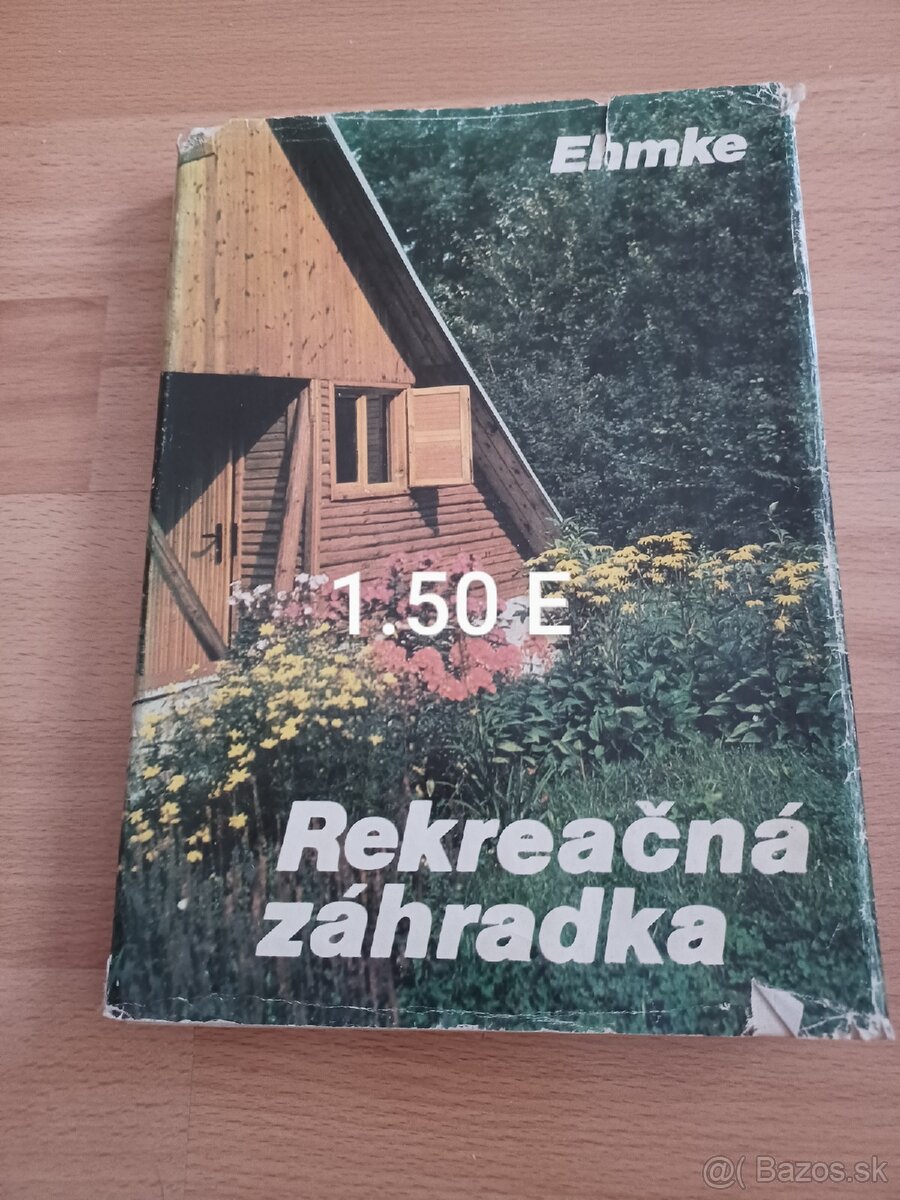 Ehmke
1.50 E
Rekreačná
záhradka
@( Bazos.sk